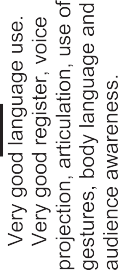 Very good language use.
Very good register, voice
projection, articulation, use of
gestures, body language and
audience awareness.